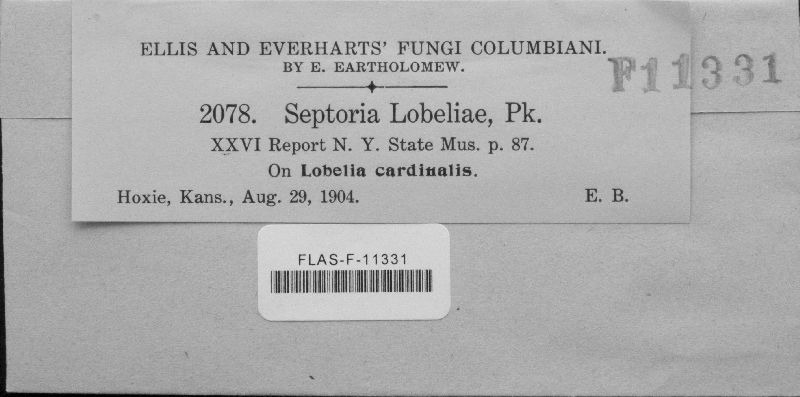 ELLIS AND EVERHARTS' FUNGI COLUMBIANI.
BY E. EARTHOLOMEW.
F11331
2078. Septoria Lobeliae, Pk.
XXVI Report N. Y. State Mus. p. 87.
On Lobelia cardinalis.
Hoxie, Kans., Aug. 29, 1904. E. B.
FLAS-F-11331